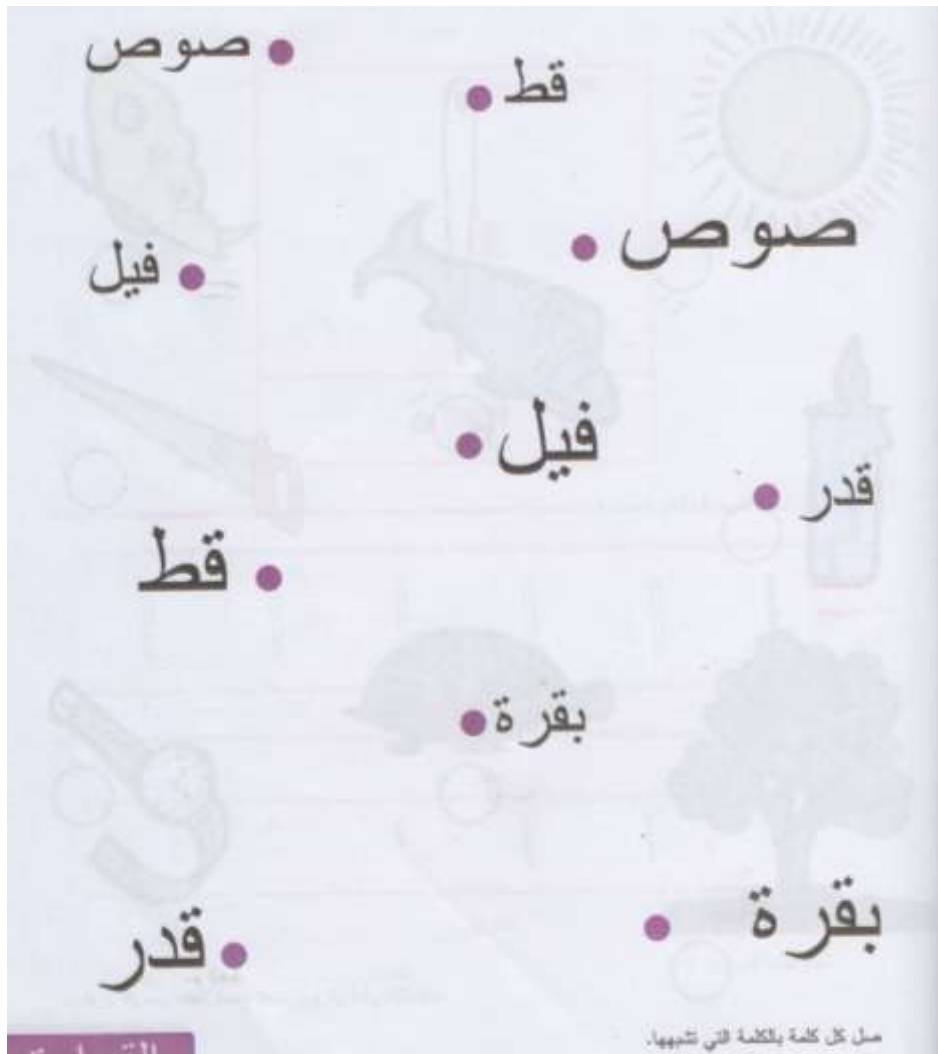 صوص
قط
صوص
فيل
فيل
قدر
قط
بقرة
بقرة
قدر
صل كل كلمة بالكلمة التي تشبهها.